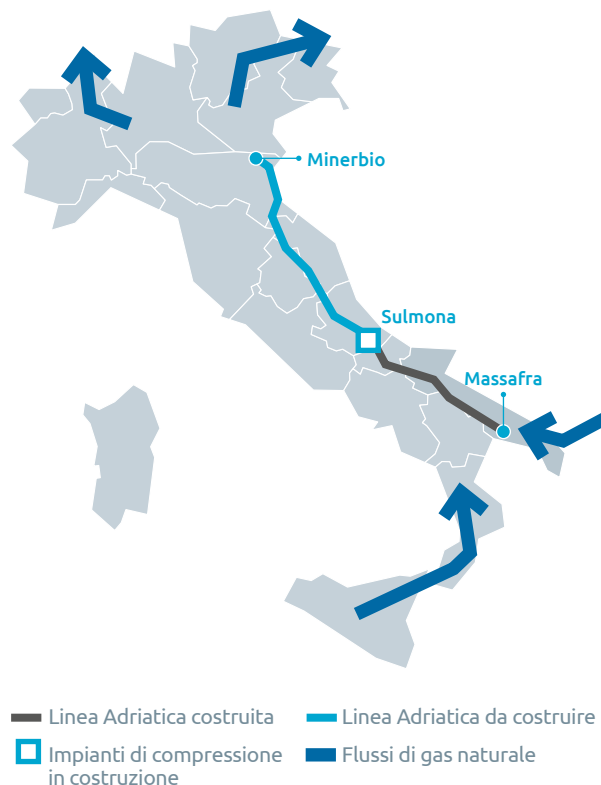 Minerbio
Sulmona
Massafra
Linea Adriatica costruita
Linea Adriatica da costruire
Impianti di compressione
in costruzione
Flussi di gas naturale